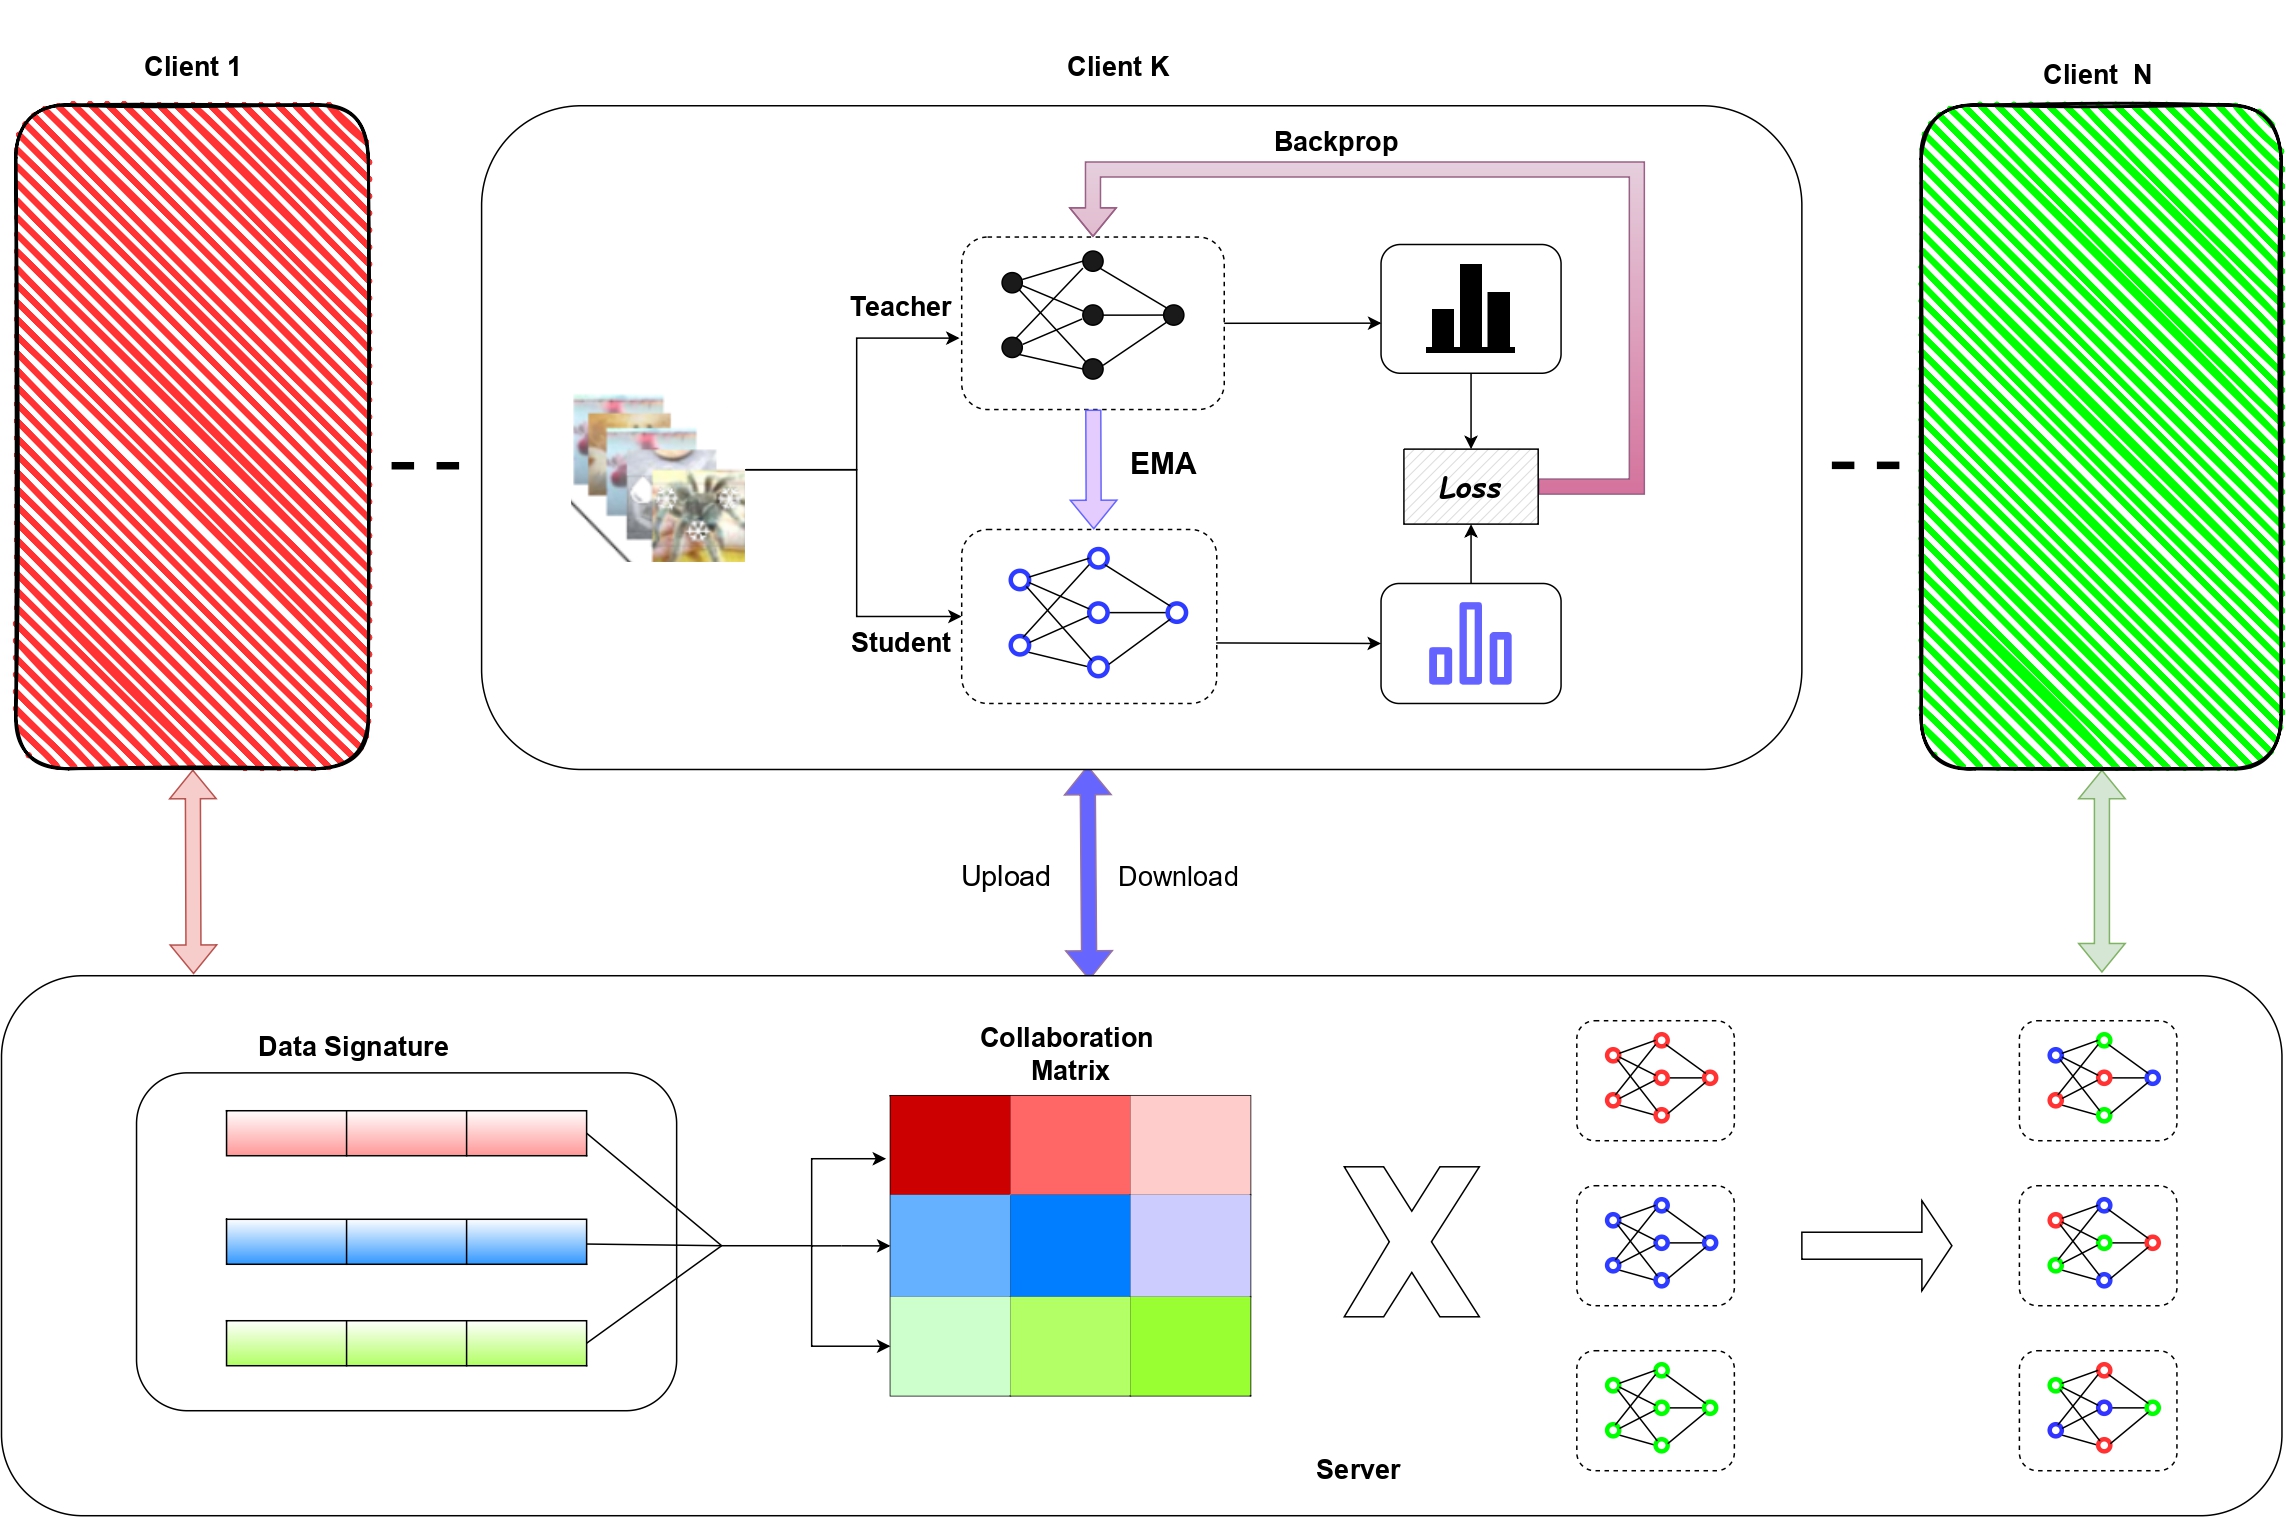 Client 1
Client K
Client N
Backprop
Teacher
EMA
Loss
Student
Upload
Download
Data Signature
Collaboration
Matrix
X
Server